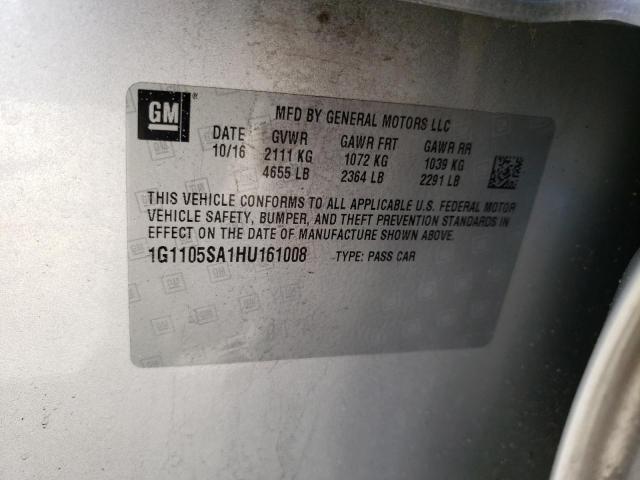 GM ®
MFD BY GENERAL MOTORS LLC
DATE GVWR GAWR FRT GAWR RR
10/16 2111 KG 1072 KG 1039 KG
4655 LB 2364 LB 2291 LB
THIS VEHICLE CONFORMS TO ALL APPLICABLE U.S. FEDERAL MOTOR
VEHICLE SAFETY, BUMPER, AND THEFT PREVENTION STANDARDS IN
EFFECT ON THE DATE OF MANUFACTURE SHOWN ABOVE.
1G1105SA1HU161008 TYPE: PASS CAR